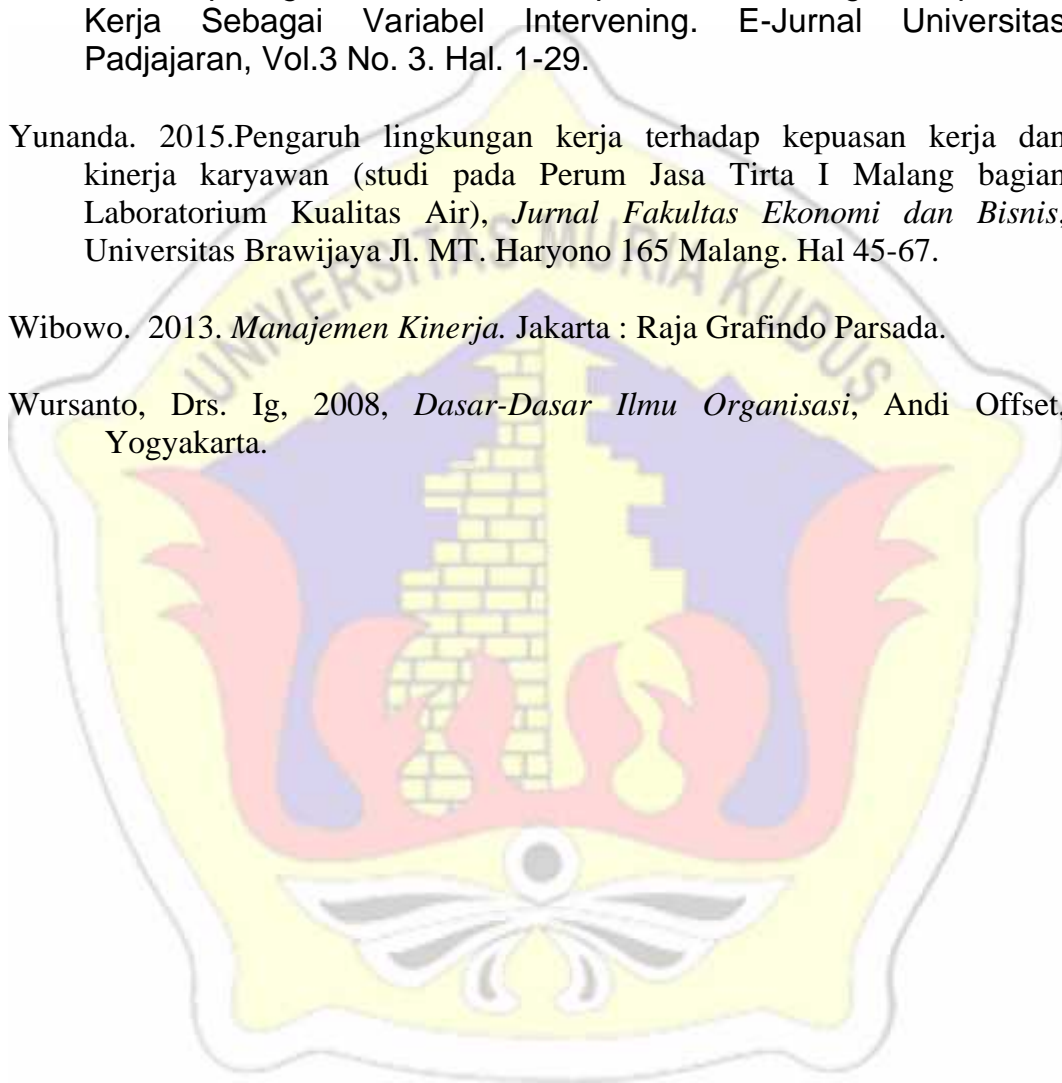 Kerja Sebagai Variabel Intervening. E-Jurnal Universitas
Padjajaran, Vol.3 No. 3. Hal. 1-29.
Yunanda. 2015.Pengaruh lingkungan kerja terhadap kepuasan kerja dan
kinerja karyawan (studi pada Perum Jasa Tirta I Malang bagian
Laboratorium Kualitas Air), Jurnal Fakultas Ekonomi dan Bisnis,
Universitas Brawijaya Jl. MT. Haryono 165 Malang. Hal 45-67.
Wibowo. 2013. Manajemen Kinerja. Jakarta : Raja Grafindo Parsada.
Wursanto, Drs. Ig, 2008, Dasar-Dasar Ilmu Organisasi, Andi Offset,
Yogyakarta.
UNIVERSITAS MURIA KUDUS